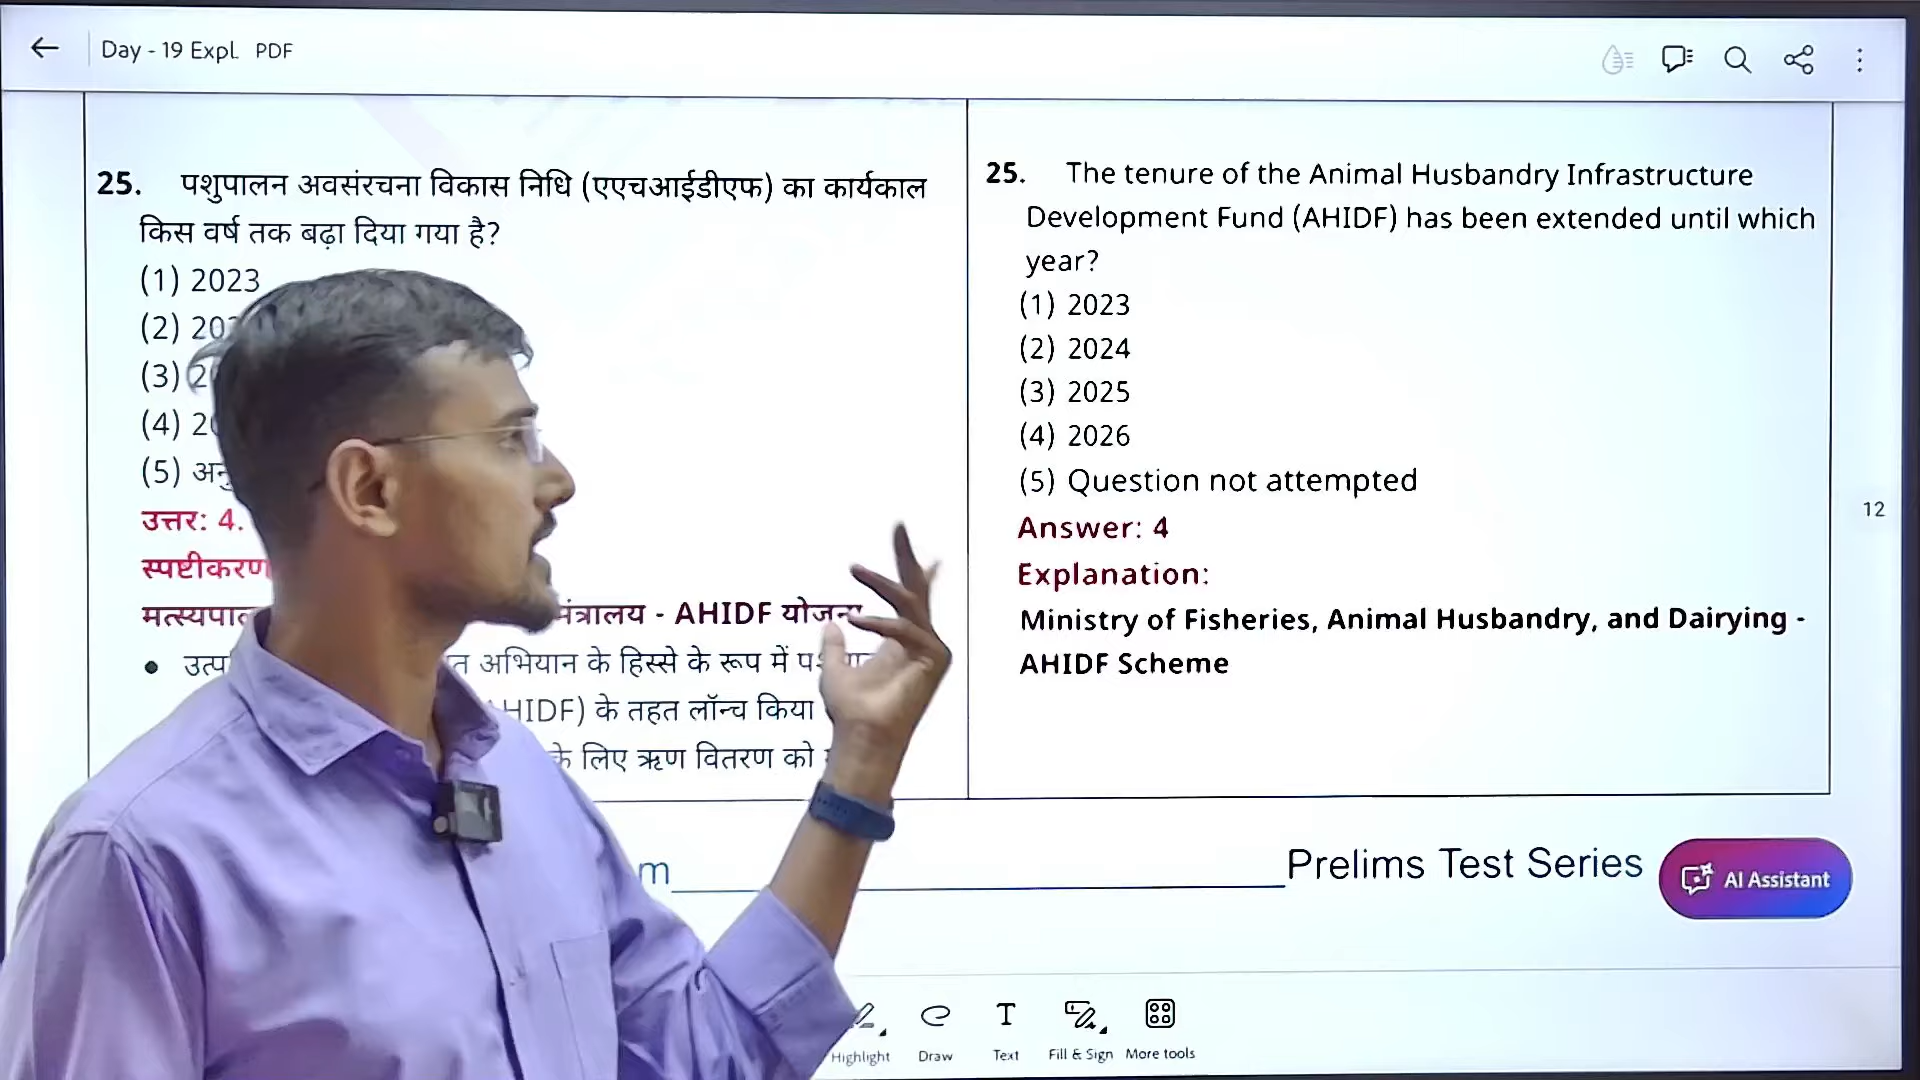 Day - 19 Expl. PDF
25. पशुपालन अवसंरचना विकास निधि (एएचआईडीएफ) का कार्यकाल
किस वर्ष तक बढ़ा दिया गया है?
(1) 2023
(2)
(3)
(4)
(5)
उत्तर: 4.
स्पष्टीकरण
- AHIDF योजना
अभियान के हिस्से के रूप में
के तहत लॉन्च किया
के लिए ऋण वितरण को
25. The tenure of the Animal Husbandry Infrastructure
Development Fund (AHIDF) has been extended until which
year?
(1) 2023
(2) 2024
(3) 2025
(4) 2026
(5) Question not attempted
Answer: 4
Explanation:
Ministry of Fisheries, Animal Husbandry, and Dairying -
AHIDF Scheme
12
Prelims Test Series
AI Assistant
Highlight
Draw
Text
Fill & Sign
More tools